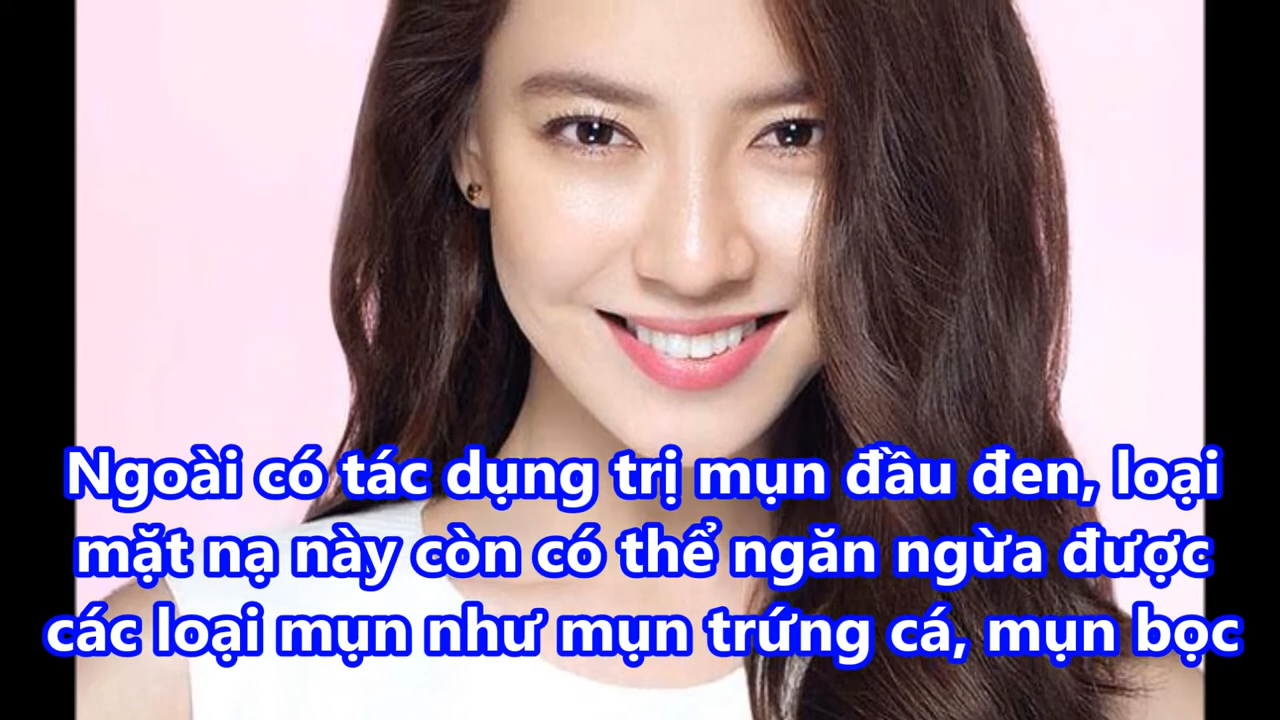 Ngoài có tác dụng trị mụn đầu đen, loại
mặt nạ này còn có thể ngăn ngừa được
các loại mụn như mụn trứng cá, mụn bọc